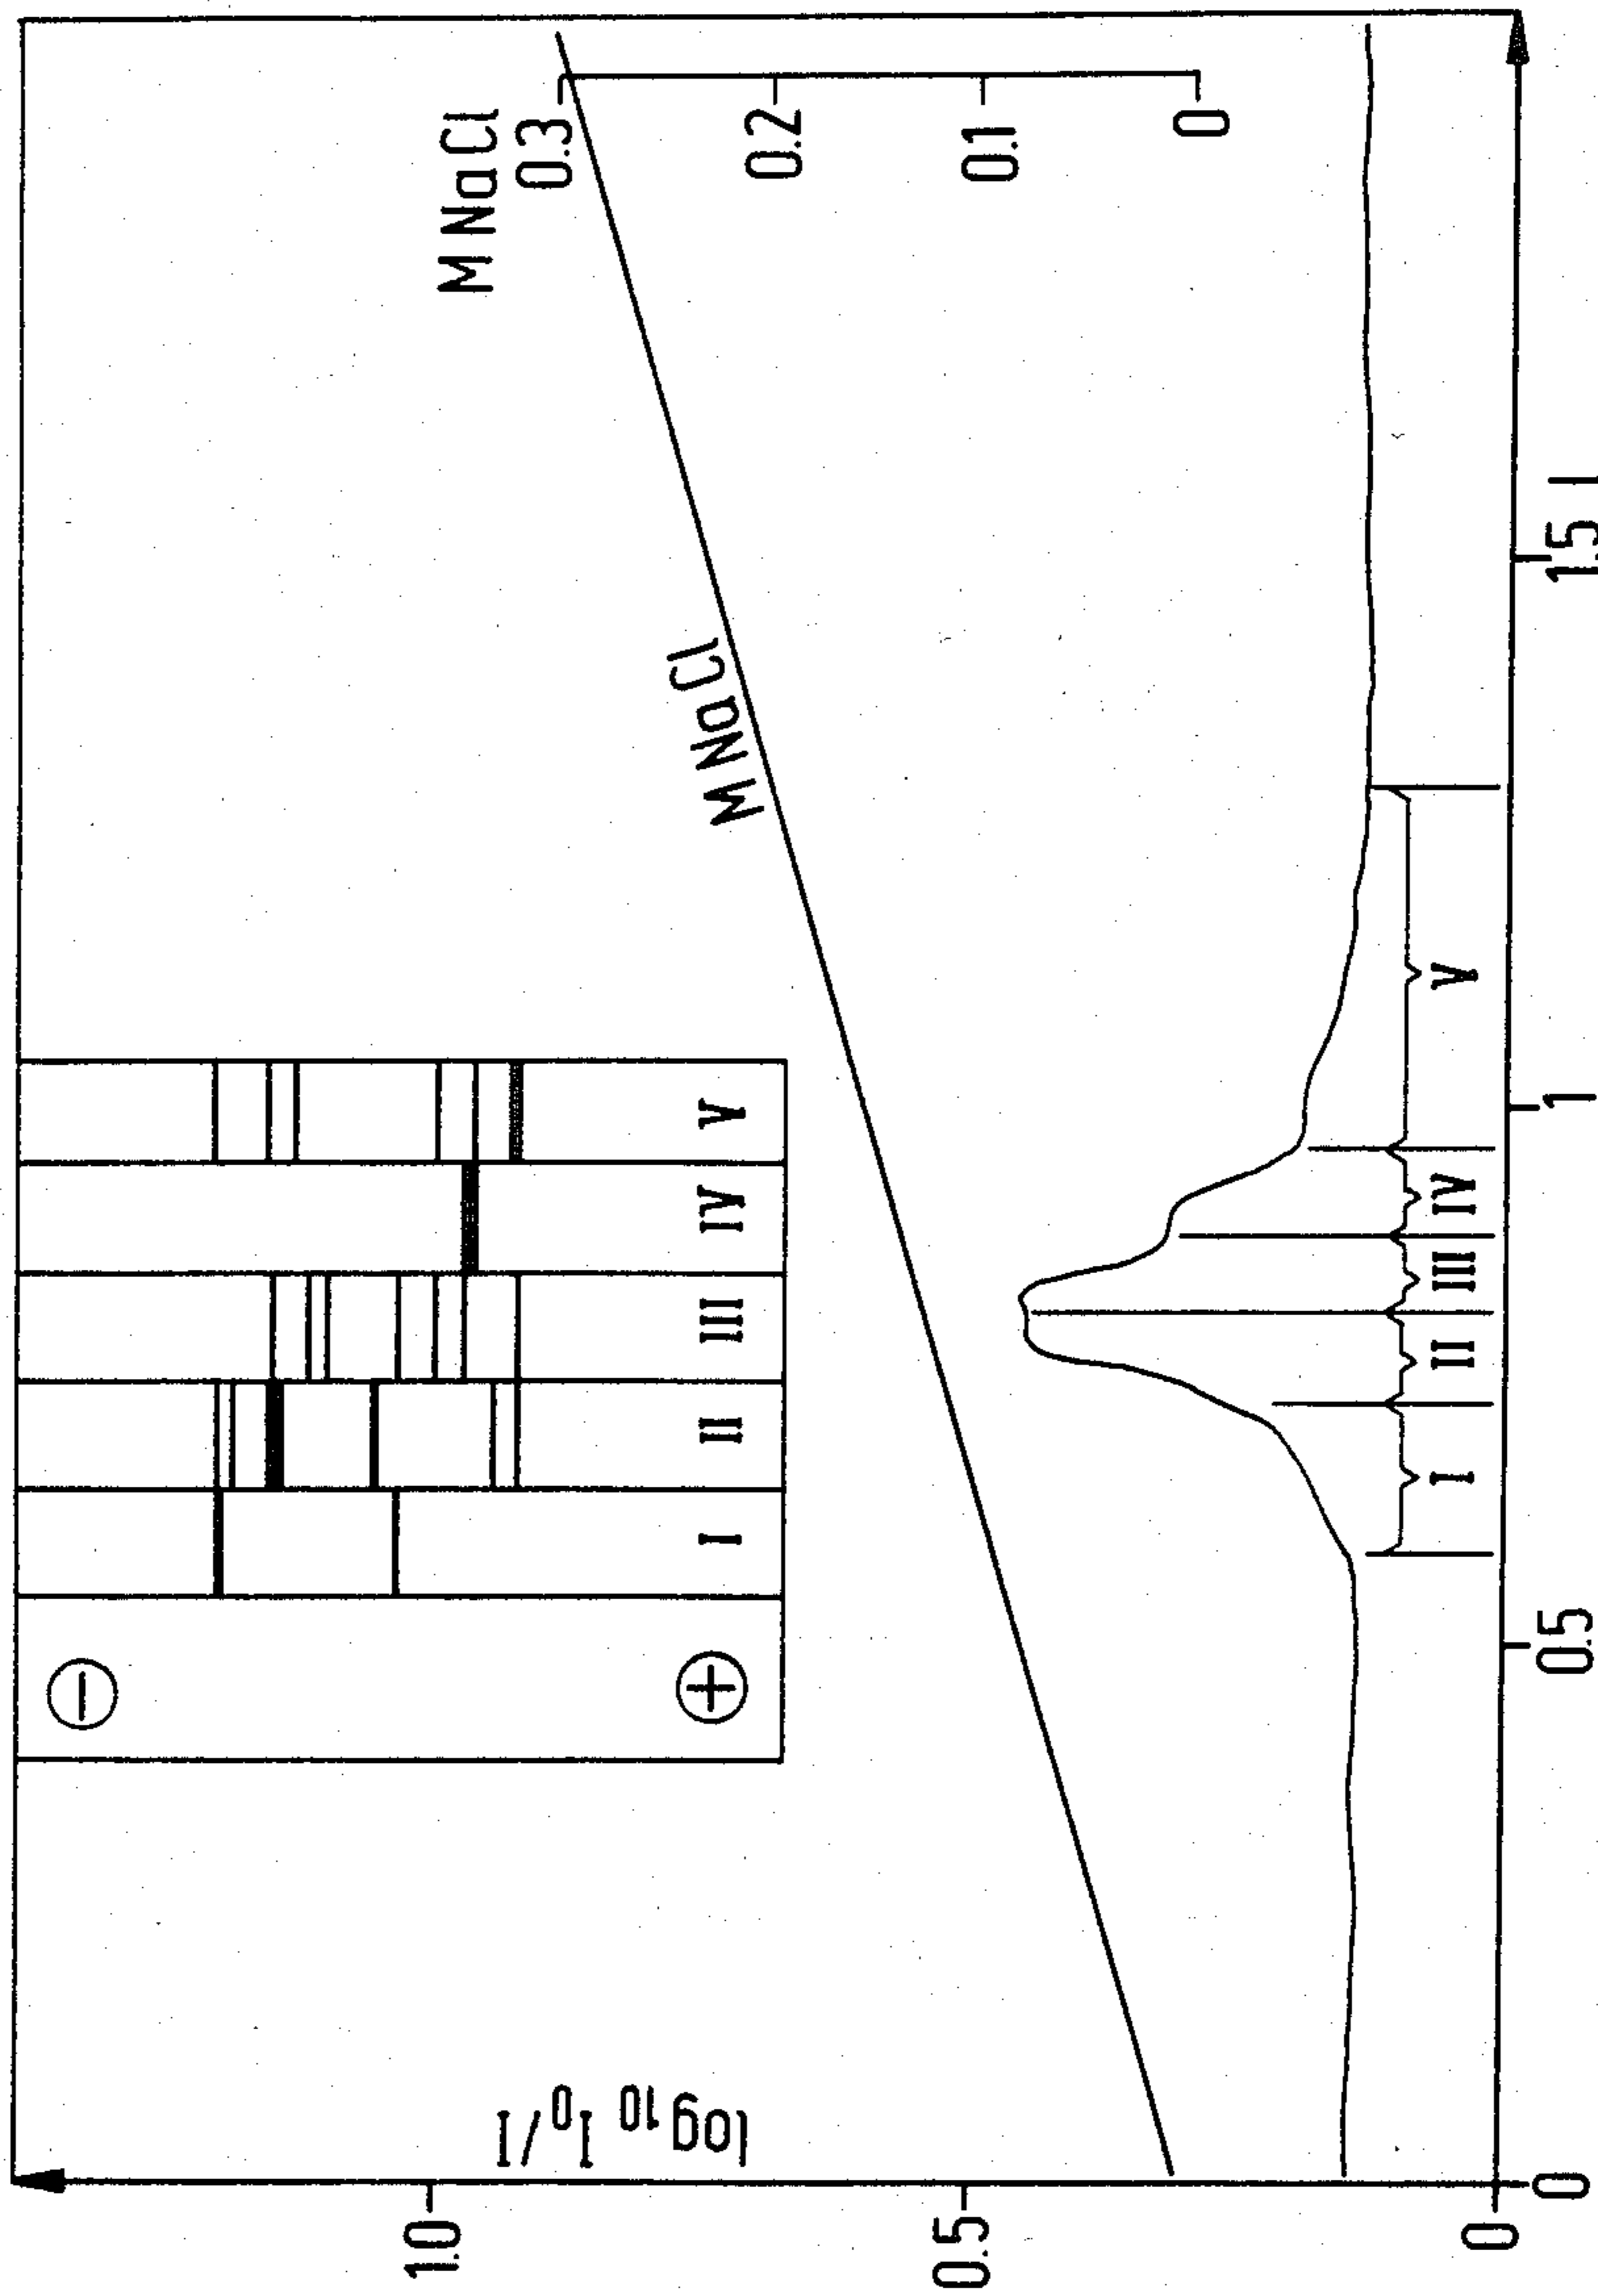 log₁₀ I₀/I
1.0
0.5
0
⊖
⊕
I II III IV V
M NaCl
M NaCl
0.3
0.2
0.1
0
I II III IV V
0 0.5 1 1.5 l